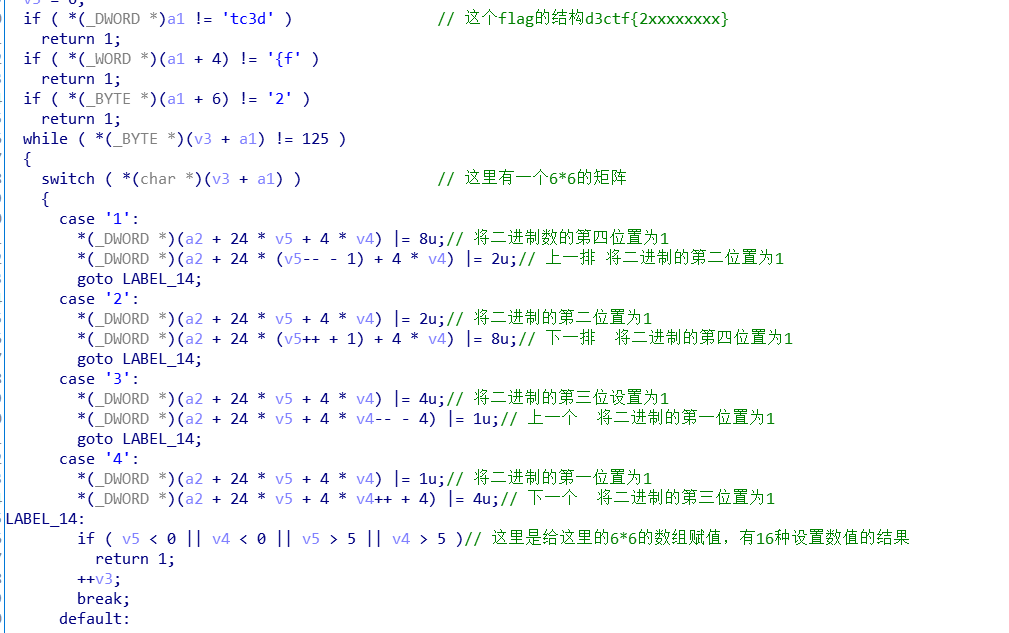 if ( *(_DWORD *)a1 != 'tc3d' ) // 这个flag的结构d3ctf{2xxxxxxxx}
return 1;
if ( *(_WORD *)(a1 + 4) != '{f' )
return 1;
if ( *(_BYTE *)(a1 + 6) != '2' )
return 1;
while ( *(_BYTE *)(v3 + a1) != 125 )
{
switch ( *(char *)(v3 + a1) ) // 这里有一个6*6的矩阵
{
case '1':
*(_DWORD *)(a2 + 24 * v5 + 4 * v4) |= 8u;// 将二进制数的第四位置为1
*(_DWORD *)(a2 + 24 * (v5-- - 1) + 4 * v4) |= 2u;// 上一排 将二进制的第二位置为1
goto LABEL_14;
case '2':
*(_DWORD *)(a2 + 24 * v5 + 4 * v4) |= 2u;// 将二进制的第二位置为1
*(_DWORD *)(a2 + 24 * (v5++ + 1) + 4 * v4) |= 8u;// 下一排 将二进制的第四位置为1
goto LABEL_14;
case '3':
*(_DWORD *)(a2 + 24 * v5 + 4 * v4) |= 4u;// 将二进制的第三位设置为1
*(_DWORD *)(a2 + 24 * v5 + 4 * v4-- - 4) |= 1u;// 上一个 将二进制的第一位置为1
goto LABEL_14;
case '4':
*(_DWORD *)(a2 + 24 * v5 + 4 * v4) |= 1u;// 将二进制的第一位置为1
*(_DWORD *)(a2 + 24 * v5 + 4 * v4++ + 4) |= 4u;// 下一个 将二进制的第三位置为1
LABEL_14:
if ( v5 < 0 || v4 < 0 || v5 > 5 || v4 > 5 )// 这里是给这里的6*6的数组赋值，有16种设置数值的结果
return 1;
++v3;
break;
default: